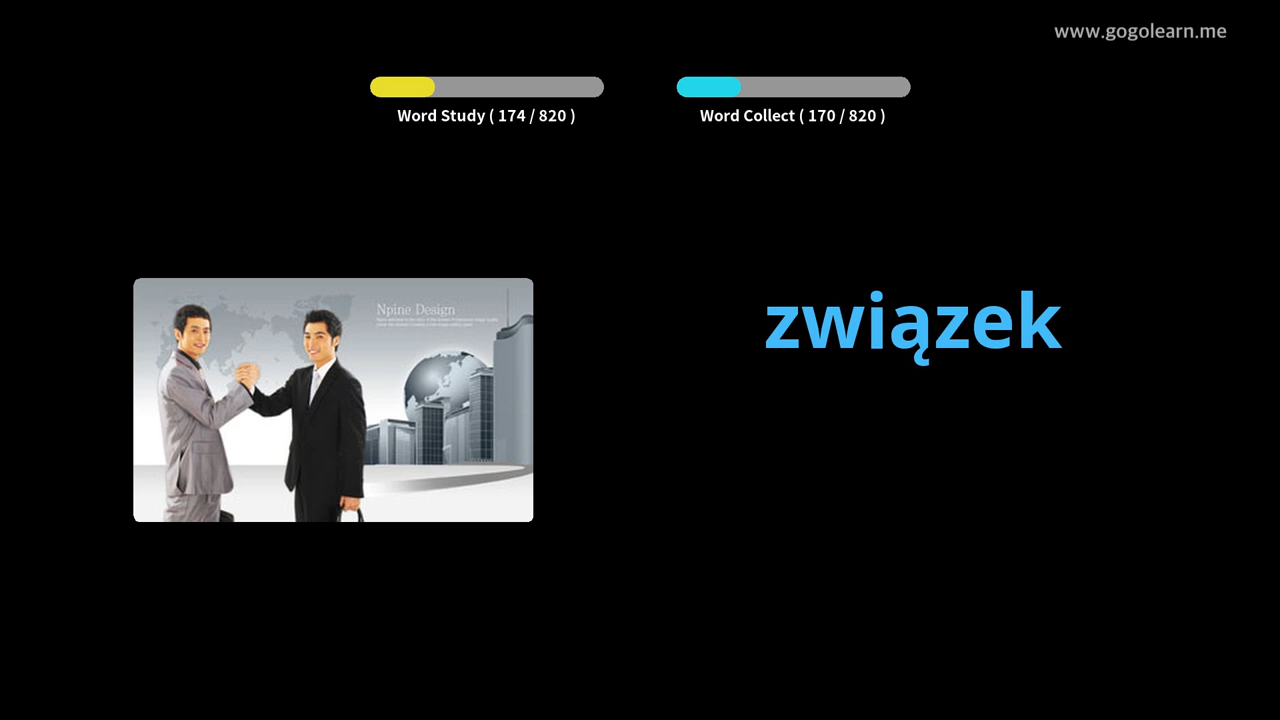 www.gogolearn.me
Word Study ( 174 / 820 )
Word Collect ( 170 / 820 )
Npine Design
związek